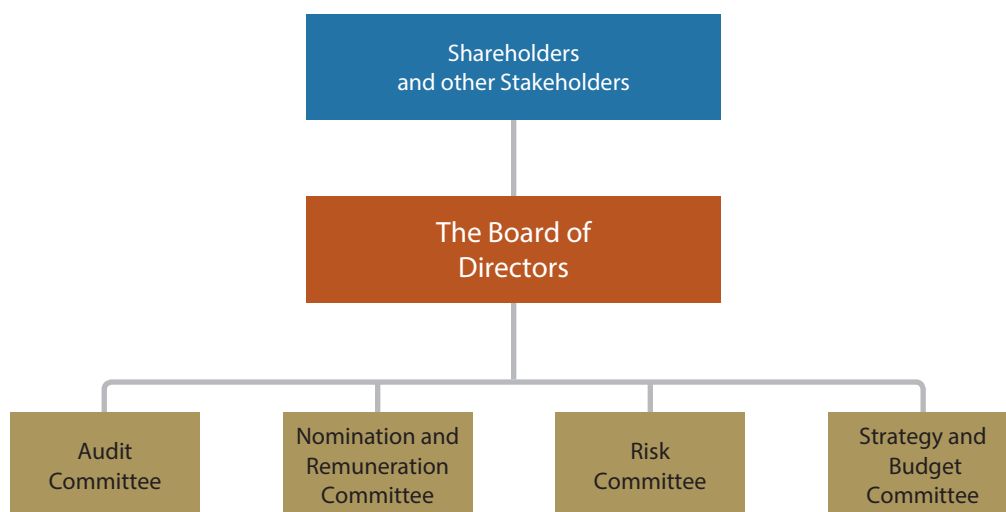 Shareholders
and other Stakeholders
The Board of
Directors
Audit
Committee
Nomination and
Remuneration
Committee
Risk
Committee
Strategy and
Budget
Committee